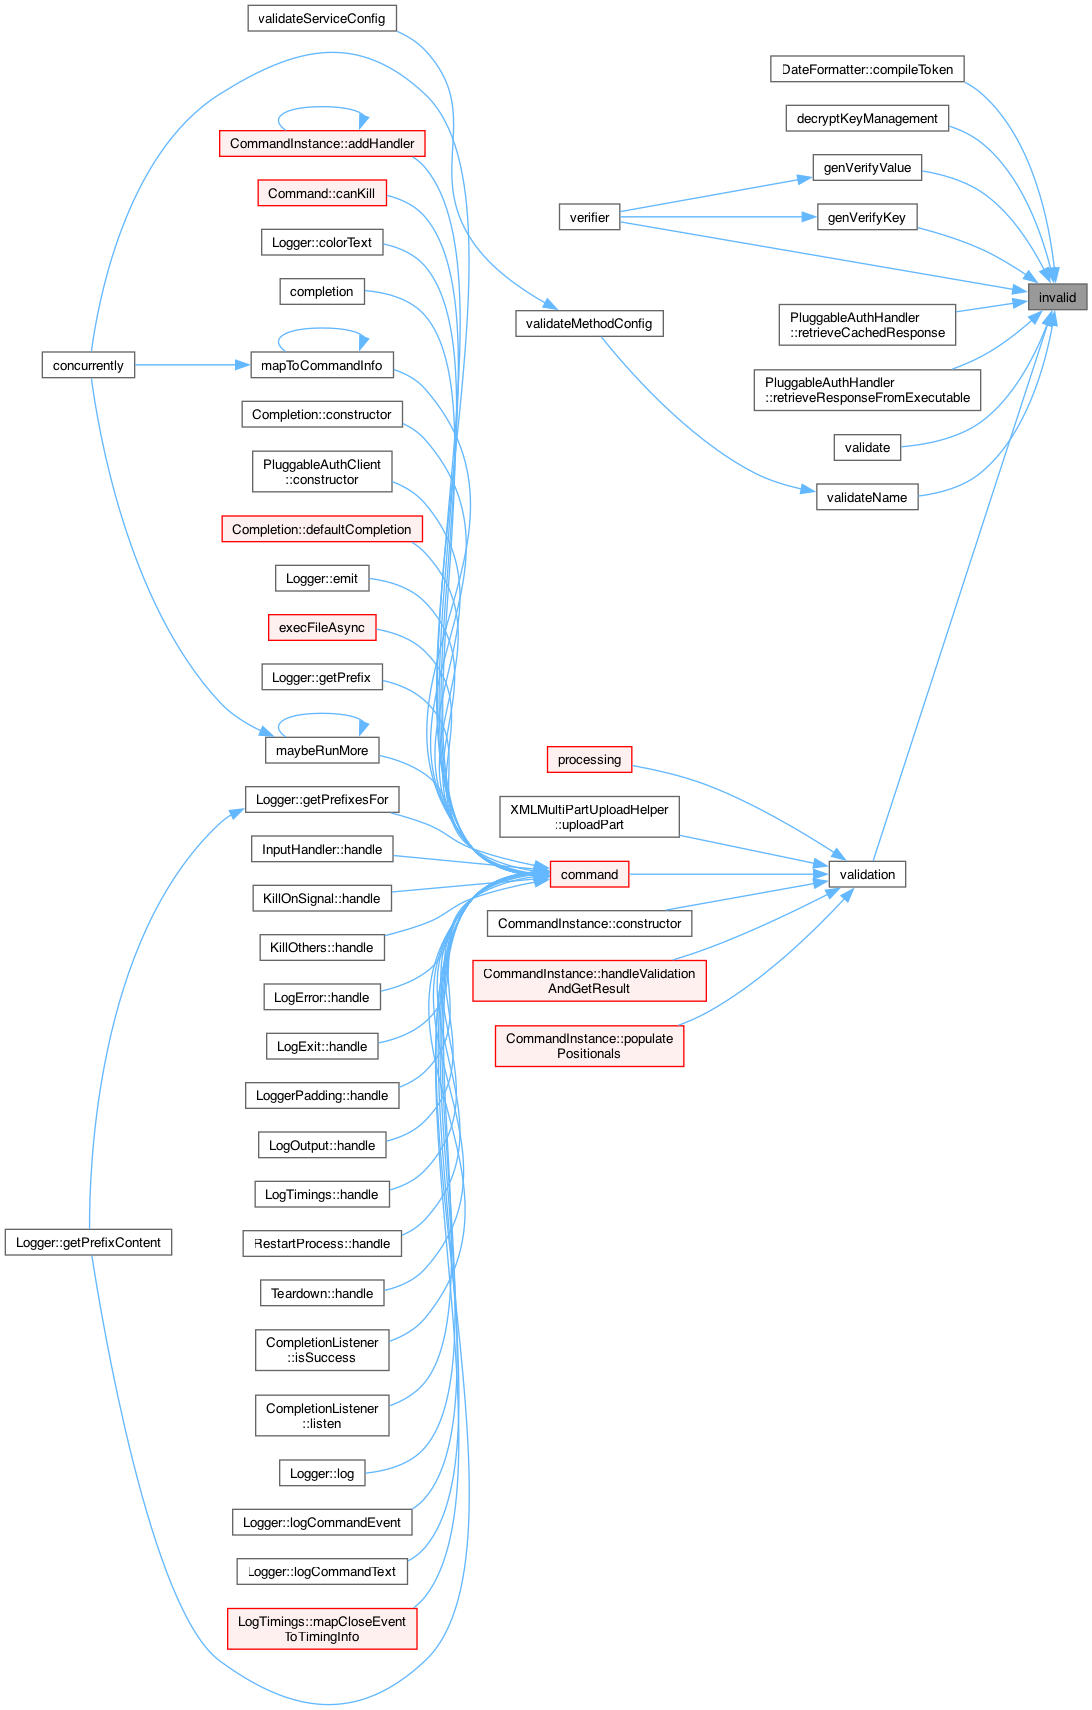 validateServiceConfig
DateFormatter::compileToken
decryptKeyManagement
CommandInstance::addHandler
genVerifyValue
Command::canKill
verifier
genVerifyKey
Logger::colorText
completion
invalid
PluggableAuthHandler
::retrieveCachedResponse
validateMethodConfig
concurrently
mapToCommandInfo
PluggableAuthHandler
::retrieveResponseFromExecutable
Completion::constructor
validate
PluggableAuthClient
::constructor
validateName
Completion::defaultCompletion
Logger::emit
execFileAsync
Logger::getPrefix
maybeRunMore
processing
Logger::getPrefixesFor
XMLMultiPartUploadHelper
::uploadPart
InputHandler::handle
command
validation
KillOnSignal::handle
CommandInstance::constructor
KillOthers::handle
CommandInstance::handleValidation
AndGetResult
LogError::handle
LogExit::handle
CommandInstance::populate
Positionals
LoggerPadding::handle
LogOutput::handle
LogTimings::handle
Logger::getPrefixContent
RestartProcess::handle
Teardown::handle
CompletionListener
::isSuccess
CompletionListener
::listen
Logger::log
Logger::logCommandEvent
Logger::logCommandText
LogTimings::mapCloseEvent
ToTimingInfo